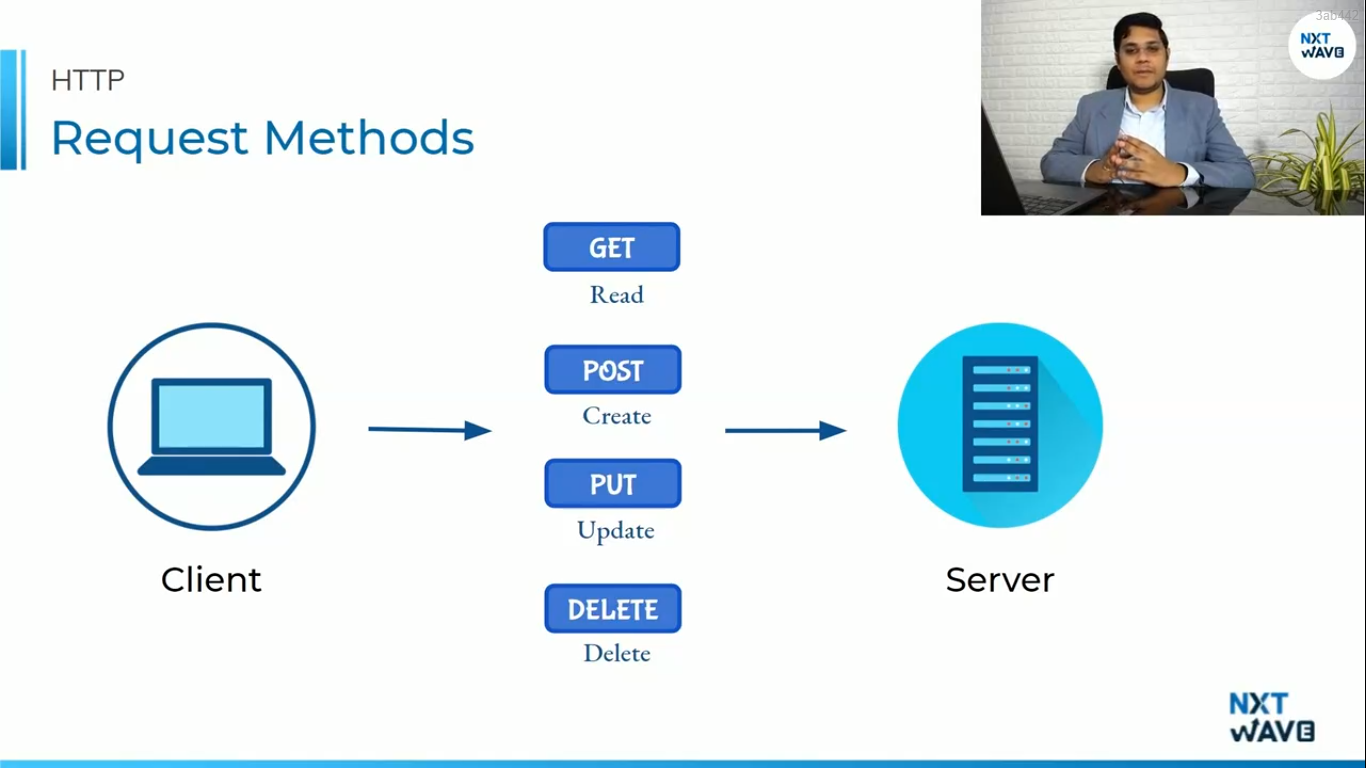 3ab442
NXT
WAVE
HTTP
Request Methods
GET
Read
POST
Create
PUT
Update
DELETE
Delete
Client
Server
NXT
WAVE